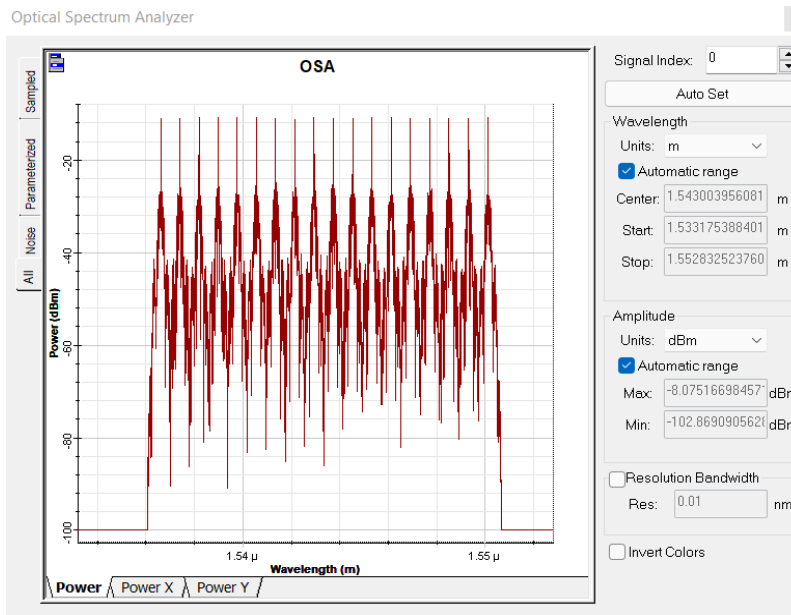 Optical Spectrum Analyzer
Sampled
Parameterized
Noise
All
OSA
Power (dBm)
-20
-40
-60
-80
-100
1.54 µ
1.55 µ
Wavelength (m)
Power
Power X
Power Y
Signal Index: 0
Auto Set
Wavelength
Units: m
Automatic range
Center: 1.543003956081 m
Start: 1.533175388401 m
Stop: 1.552832523760 m
Amplitude
Units: dBm
Automatic range
Max: -8.07516698457 dBm
Min: -102.869090562 dBm
Resolution Bandwidth
Res: 0.01 nm
Invert Colors